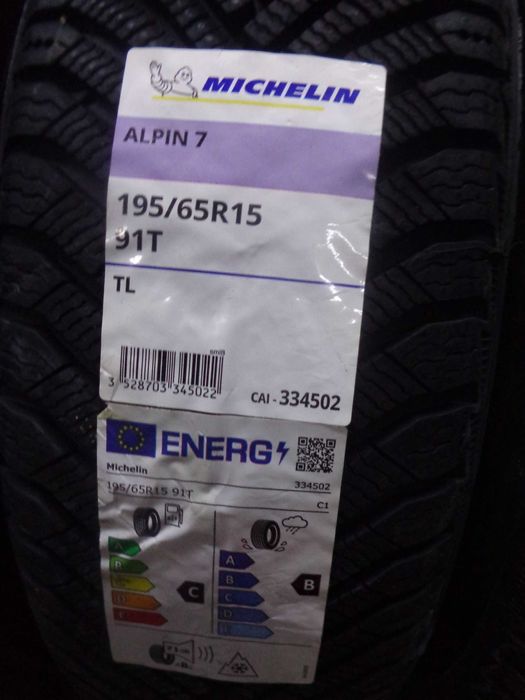 MICHELIN
ALPIN 7
195/65R15
91T
TL
3 528703 345022
CAI - 334502
ENERG
Michelin
334502
195/65R15 91T
C1
A
A
B
B
C
B
C
D
D